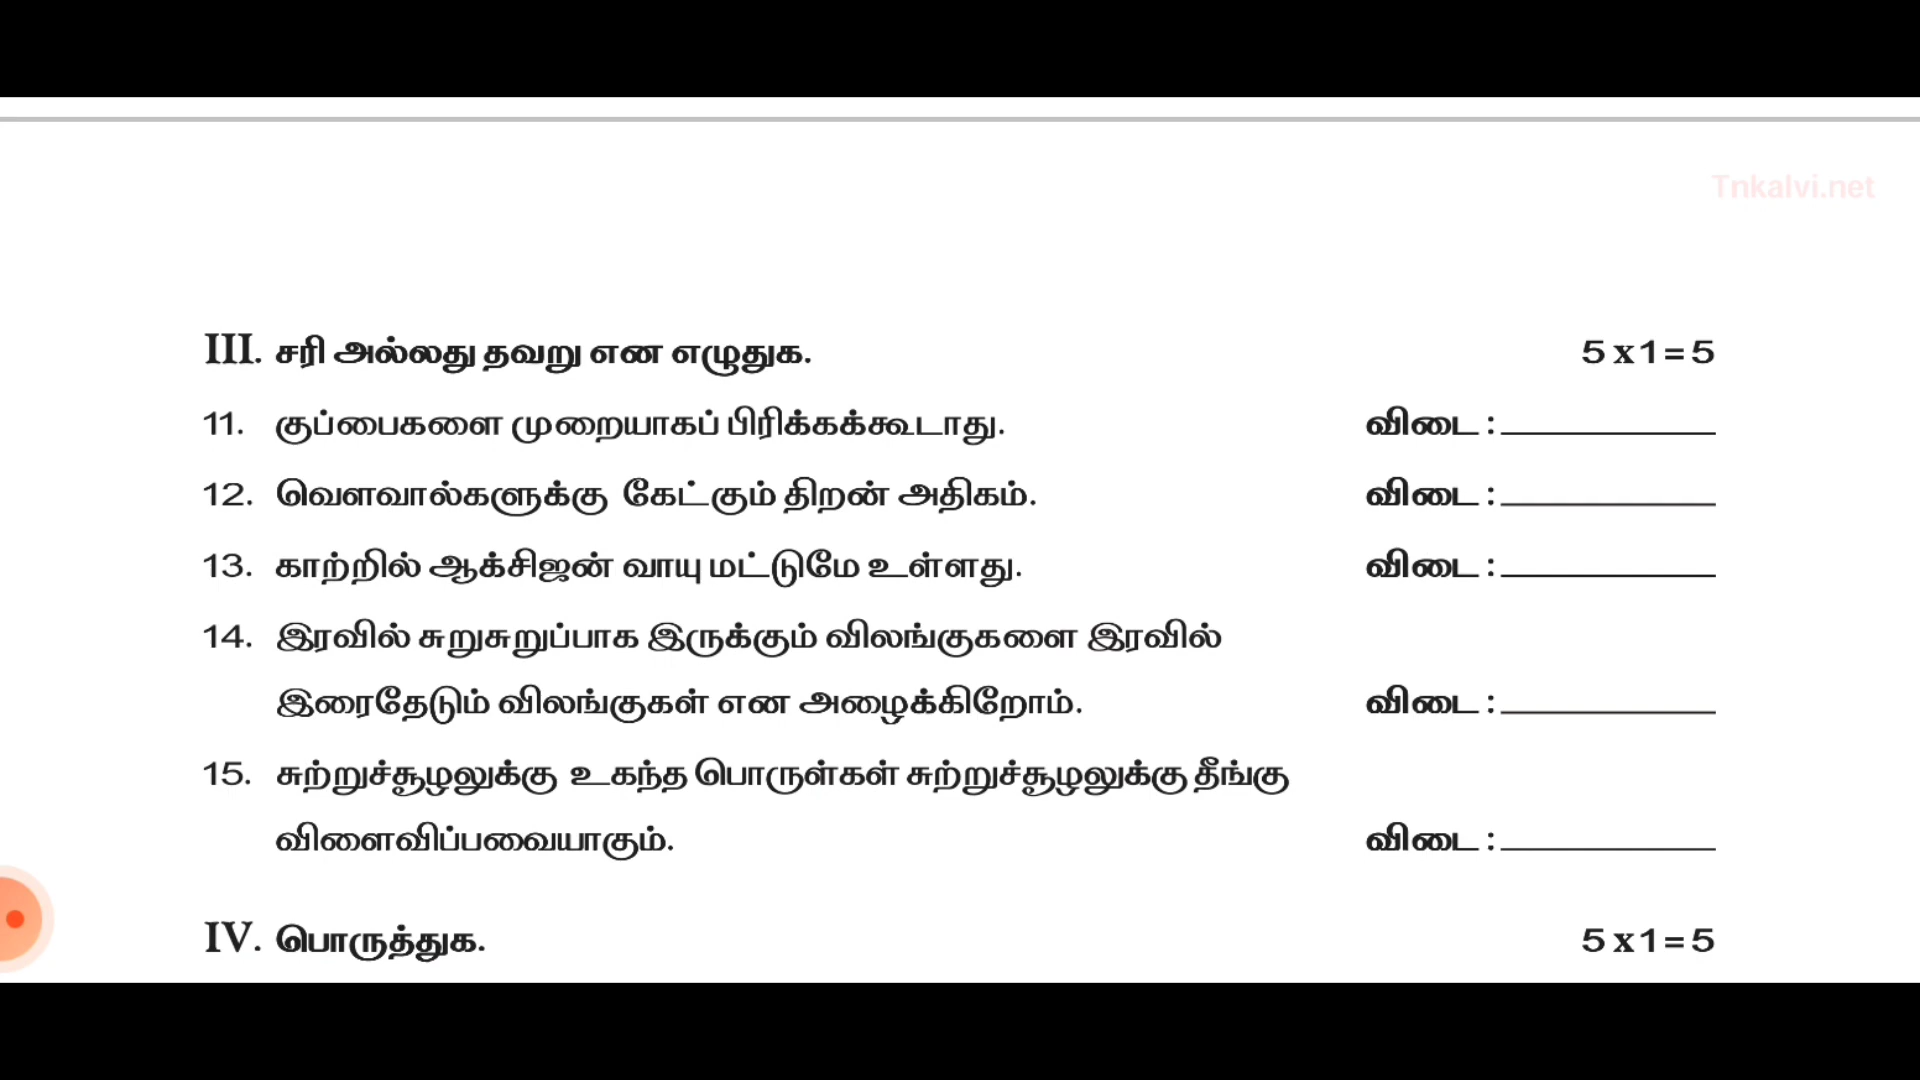 Tnkalvi.net
III. சரி அல்லது தவறு என எழுதுக. 5 x 1 = 5
11. குப்பைகளை முறையாகப் பிரிக்கக்கூடாது. விடை : ____________
12. வௌவால்களுக்கு கேட்கும் திறன் அதிகம். விடை : ____________
13. காற்றில் ஆக்சிஜன் வாயு மட்டுமே உள்ளது. விடை : ____________
14. இரவில் சுறுசுறுப்பாக இருக்கும் விலங்குகளை இரவில்
இரைதேடும் விலங்குகள் என அழைக்கிறோம். விடை : ____________
15. சுற்றுச்சூழலுக்கு உகந்த பொருள்கள் சுற்றுச்சூழலுக்கு தீங்கு
விளைவிப்பவையாகும். விடை : ____________
IV. பொருத்துக. 5 x 1 = 5